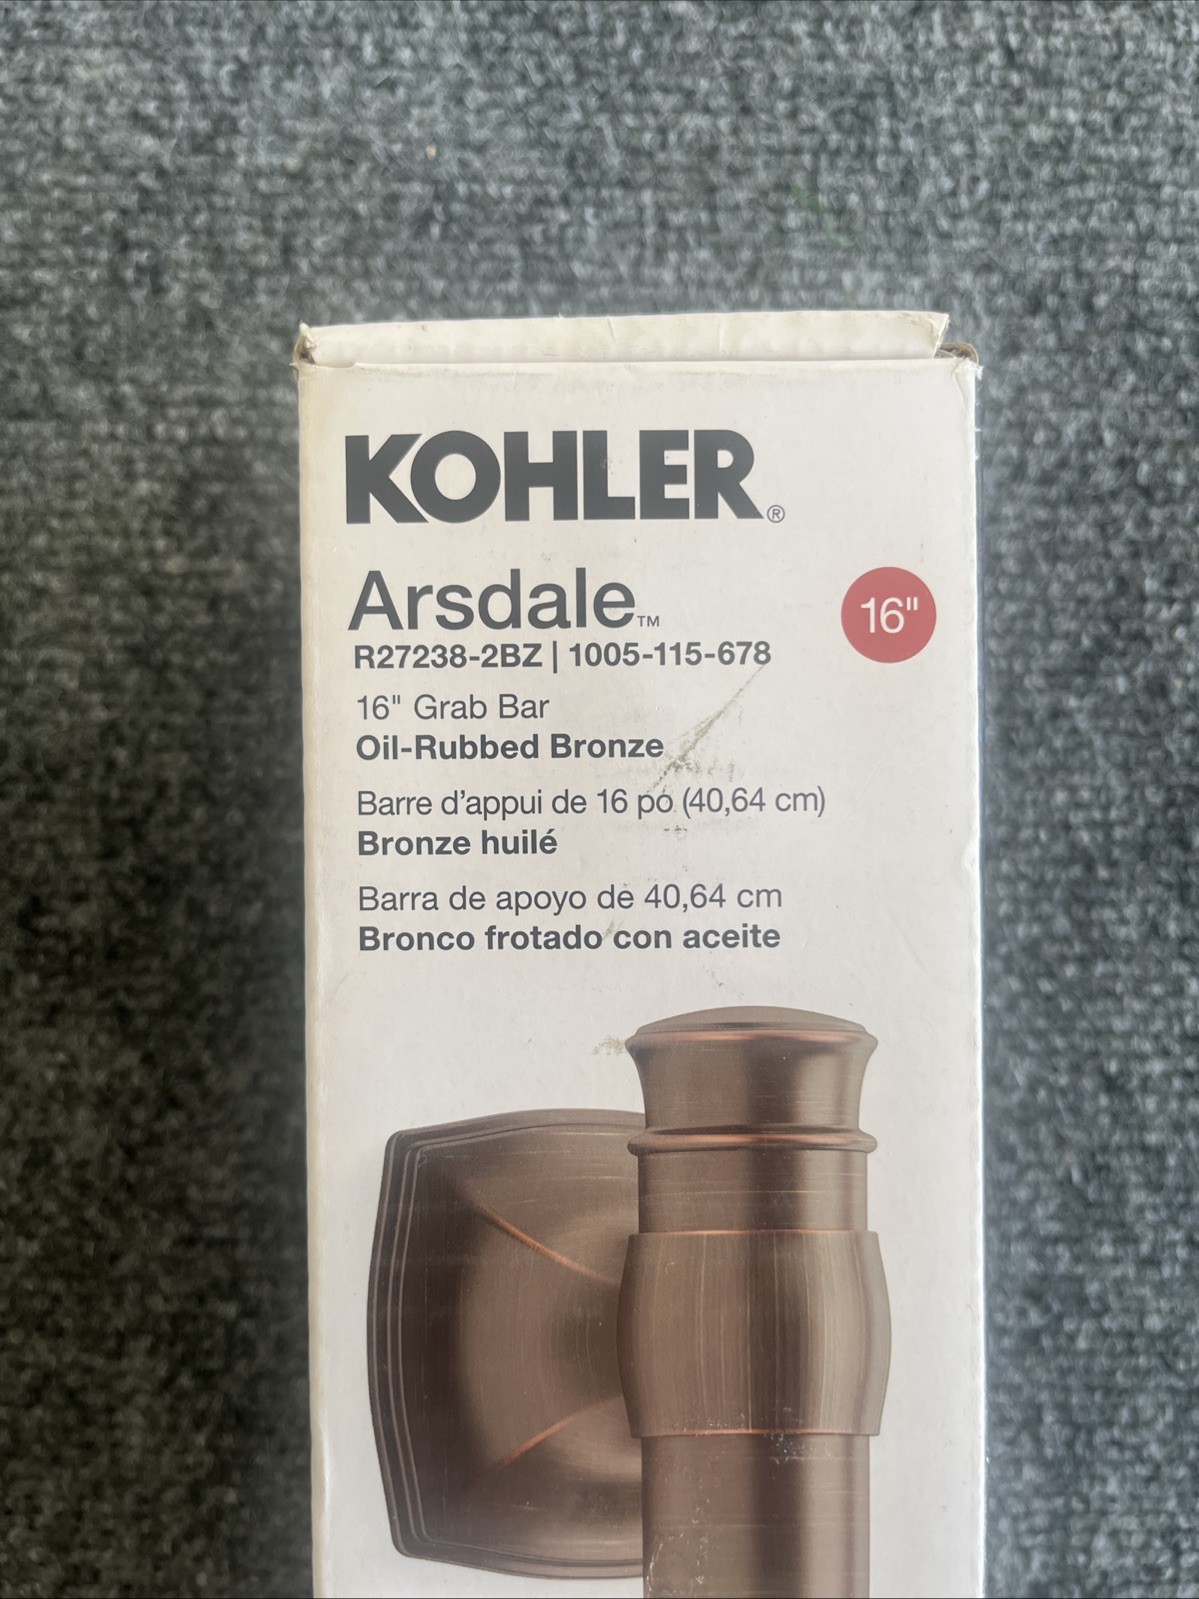 KOHLER®
Arsdale™
R27238-2BZ | 1005-115-678
16"
16" Grab Bar
Oil-Rubbed Bronze
Barre d'appui de 16 po (40,64 cm)
Bronze huilé
Barra de apoyo de 40,64 cm
Bronco frotado con aceite